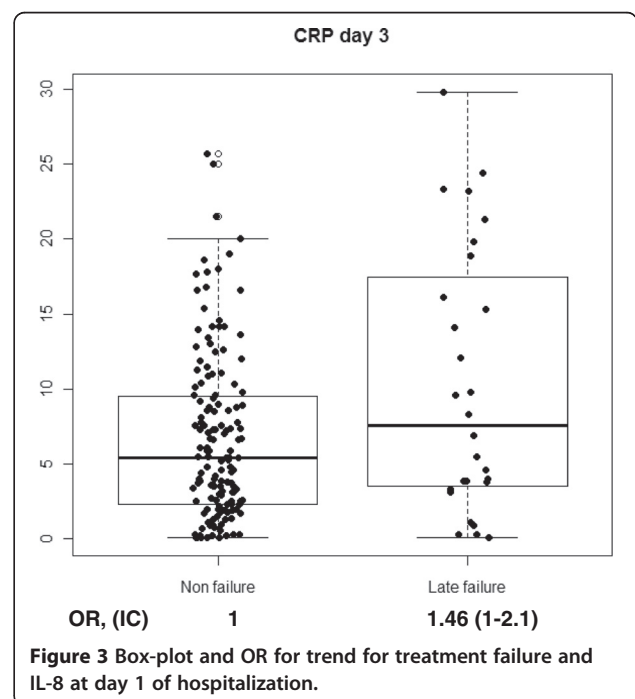 CRP day 3
30
25
20
15
10
5
0
Non failure Late failure
OR, (IC) 1 1.46 (1-2.1)
Figure 3 Box-plot and OR for trend for treatment failure and
IL-8 at day 1 of hospitalization.